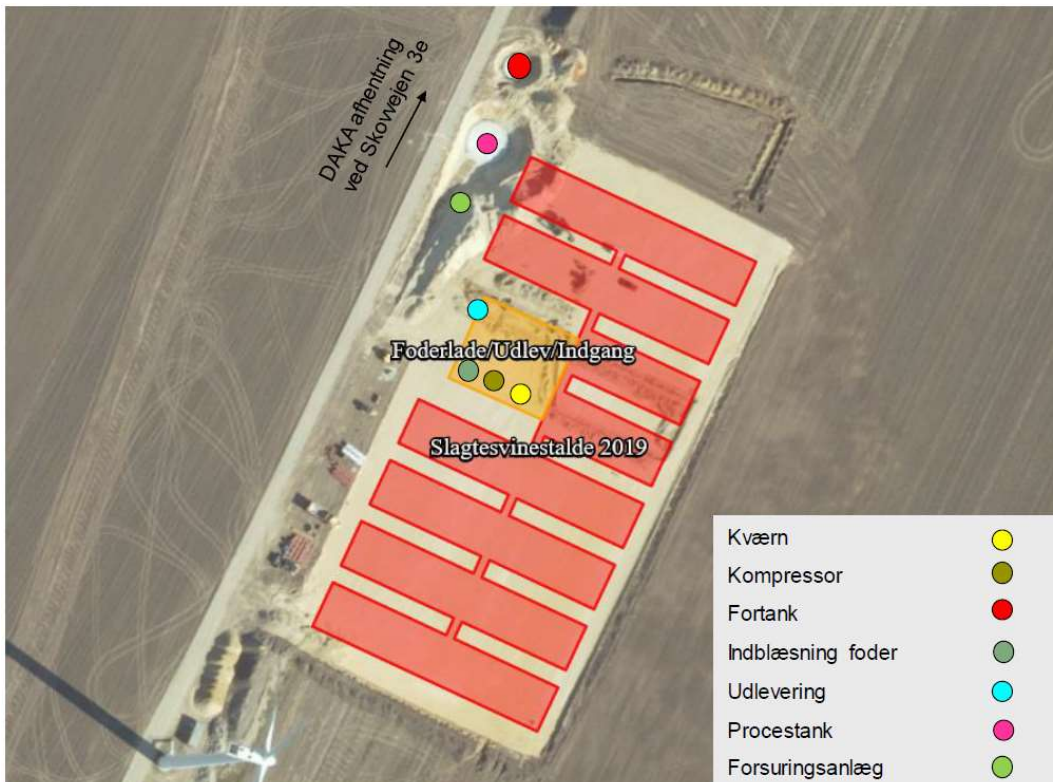 DAKA afhentning
ved Skovvejen 3e
Foderlade/Udlev/Indgang
Slagtesvinestalde 2019
Kværn
Kompressor
Fortank
Indblæsning foder
Udlevering
Procestank
Forsuringsanlæg